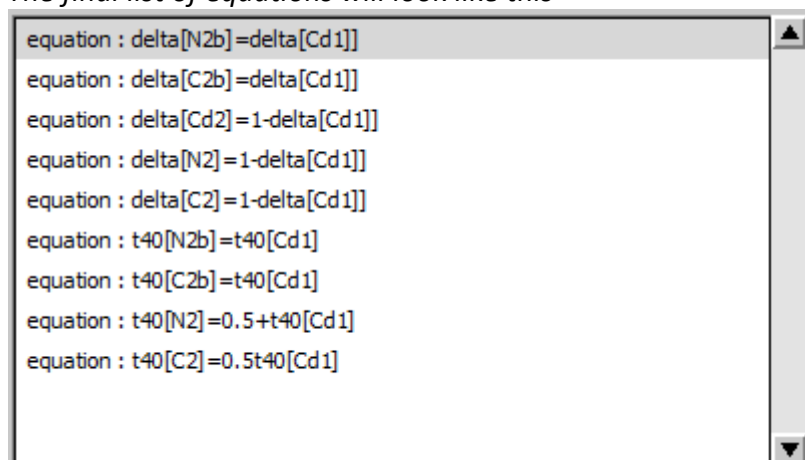 The final list of equations will look like this
equation : delta[N2b]=delta[Cd1]]
equation : delta[C2b]=delta[Cd1]]
equation : delta[Cd2]=1-delta[Cd1]]
equation : delta[N2]=1-delta[Cd1]]
equation : delta[C2]=1-delta[Cd1]]
equation : t40[N2b]=t40[Cd1]
equation : t40[C2b]=t40[Cd1]
equation : t40[N2]=0.5+t40[Cd1]
equation : t40[C2]=0.5t40[Cd1]